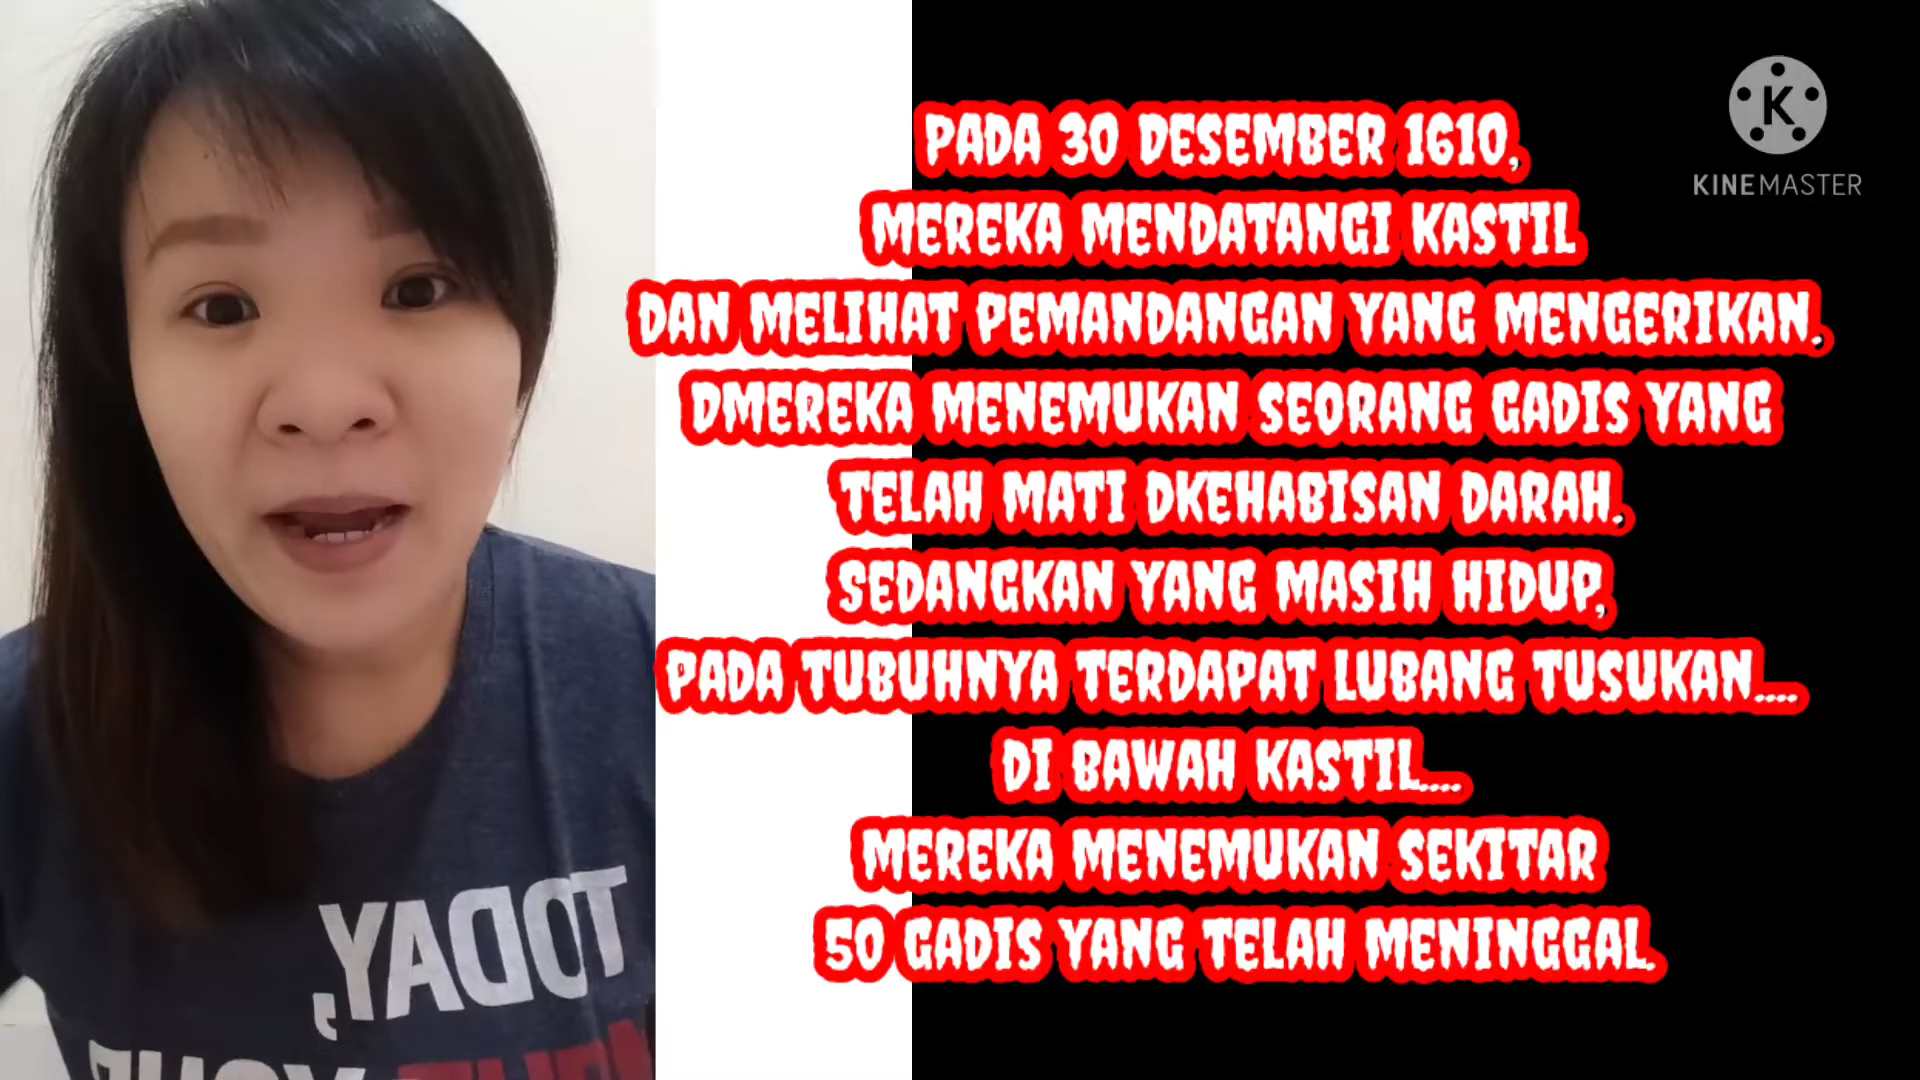 PADA 30 DESEMBER 1610,
MEREKA MENDATANGI KASTIL
DAN MELIHAT PEMANDANGAN YANG MENGERIKAN.
DMEREKA MENEMUKAN SEORANG GADIS YANG
TELAH MATI DKEHABISAN DARAH.
SEDANGKAN YANG MASIH HIDUP,
PADA TUBUHNYA TERDAPAT LUBANG TUSUKAN....
DI BAWAH KASTIL....
MEREKA MENEMUKAN SEKITAR
50 GADIS YANG TELAH MENINGGAL.
K
KINEMASTER
TODAY,